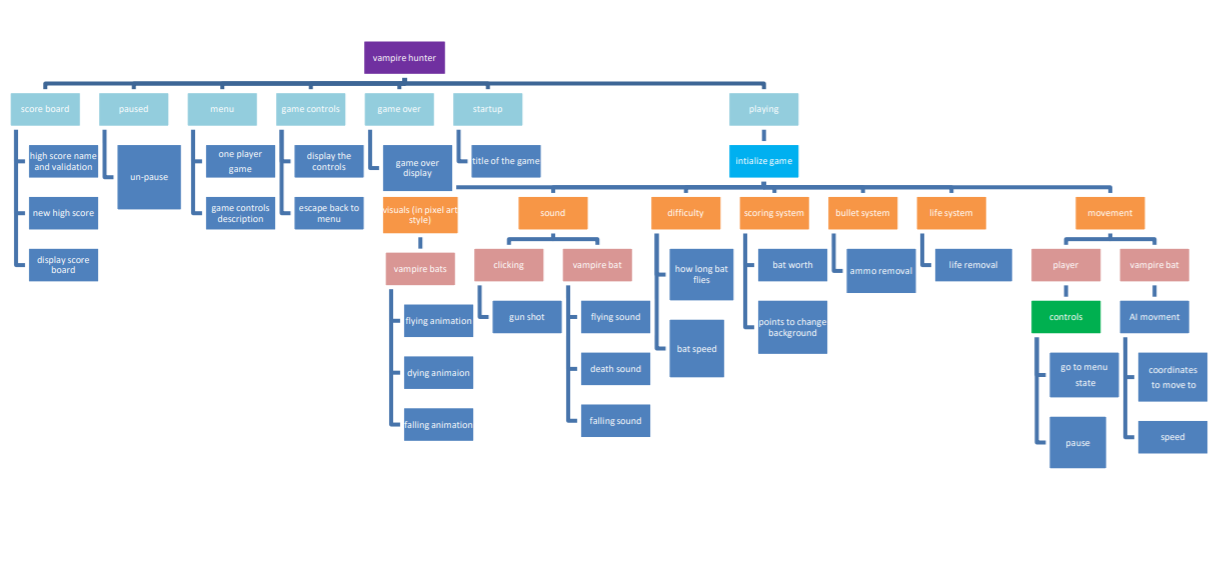 vampire hunter
score board
paused
menu
game controls
game over
startup
playing
high score name
and validation
new high score
display score
board
un-pause
one player
game
game controls
description
display the
controls
escape back to
menu
game over
display
title of the game
intialize game
visuals (in pixel art
style)
sound
difficulty
scoring system
bullet system
life system
movement
vampire bats
flying animation
dying animaion
falling animation
clicking
gun shot
vampire bat
flying sound
death sound
falling sound
how long bat
flies
bat speed
bat worth
points to change
background
ammo removal
life removal
player
controls
go to menu
state
pause
vampire bat
AI movment
coordinates
to move to
speed